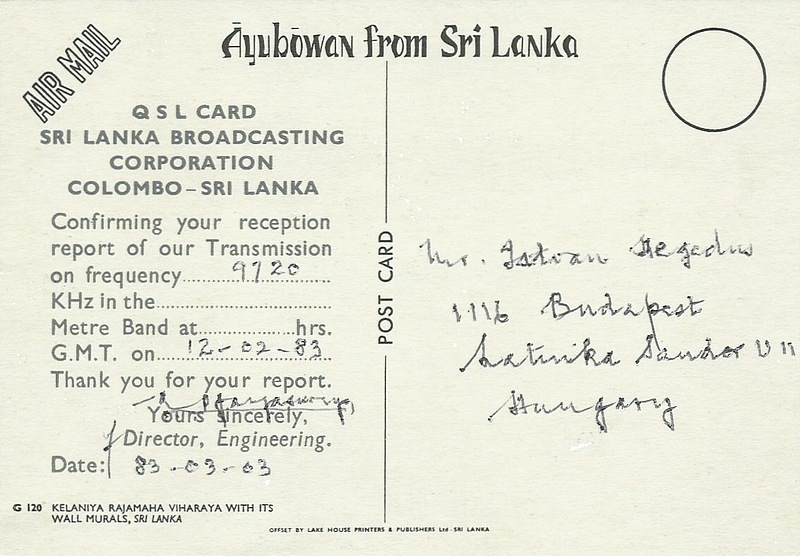 AIR MAIL
Āyubōwan from Sri Lanka
Q S L CARD
SRI LANKA BROADCASTING
CORPORATION
COLOMBO – SRI LANKA
Confirming your reception
report of our Transmission
on frequency 9720
KHz in the
Metre Band at hrs.
G.M.T. on 12-02-83
Thank you for your report.
Yours sincerely,
f Director, Engineering.
Date: 83-03-03
G 120 KELANIYA RAJAMAHA VIHARAYA WITH ITS
WALL MURALS, SRI LANKA
POST CARD
Mr. Istvan Hegedus
1116 Budapest
Sandor
Hungary
OFFSET BY LAKE HOUSE PRINTERS & PUBLISHERS Ltd - SRI LANKA